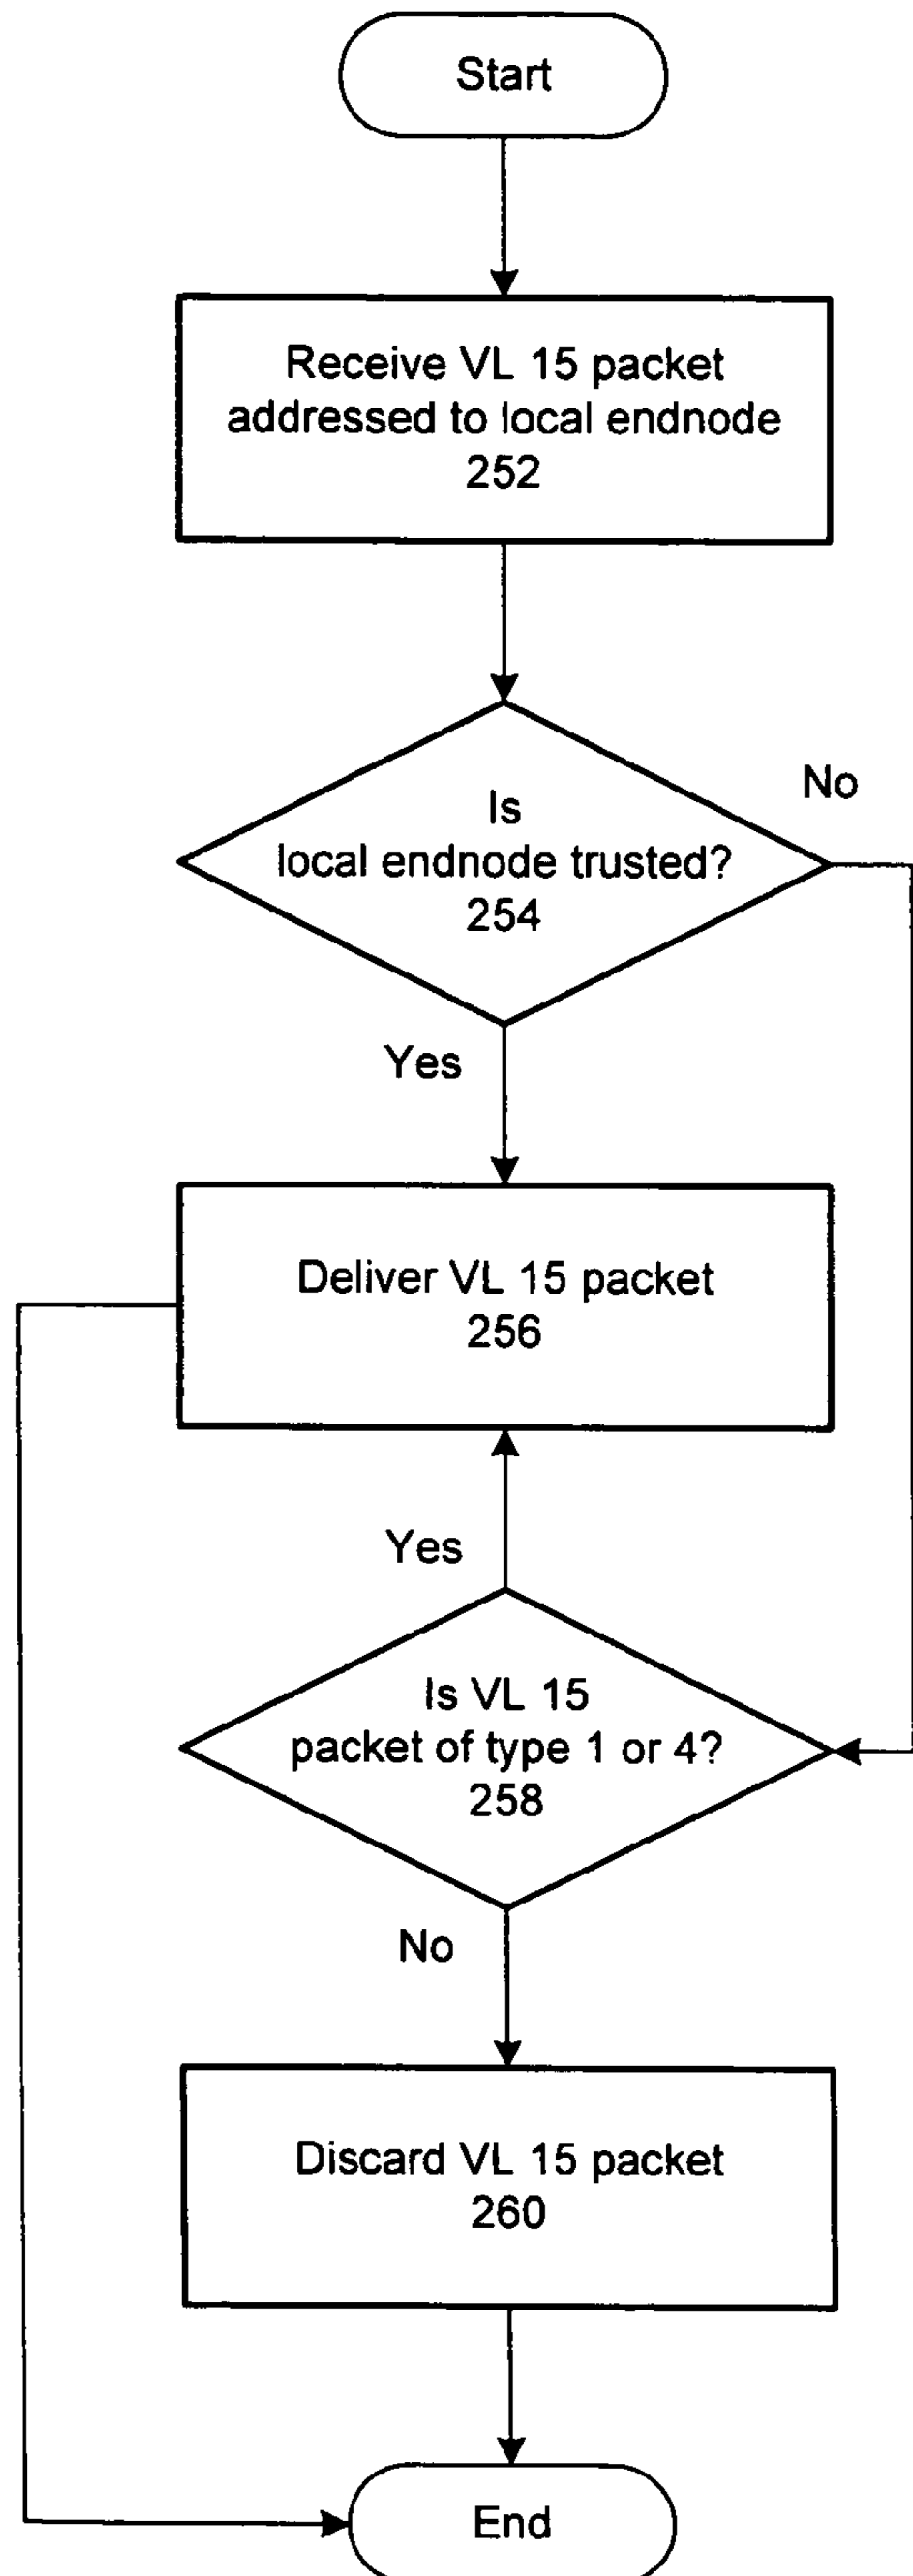 Start
Receive VL 15 packet
addressed to local endnode
252
Is
local endnode trusted?
254
No
Yes
Deliver VL 15 packet
256
Yes
Is VL 15
packet of type 1 or 4?
258
No
Discard VL 15 packet
260
End